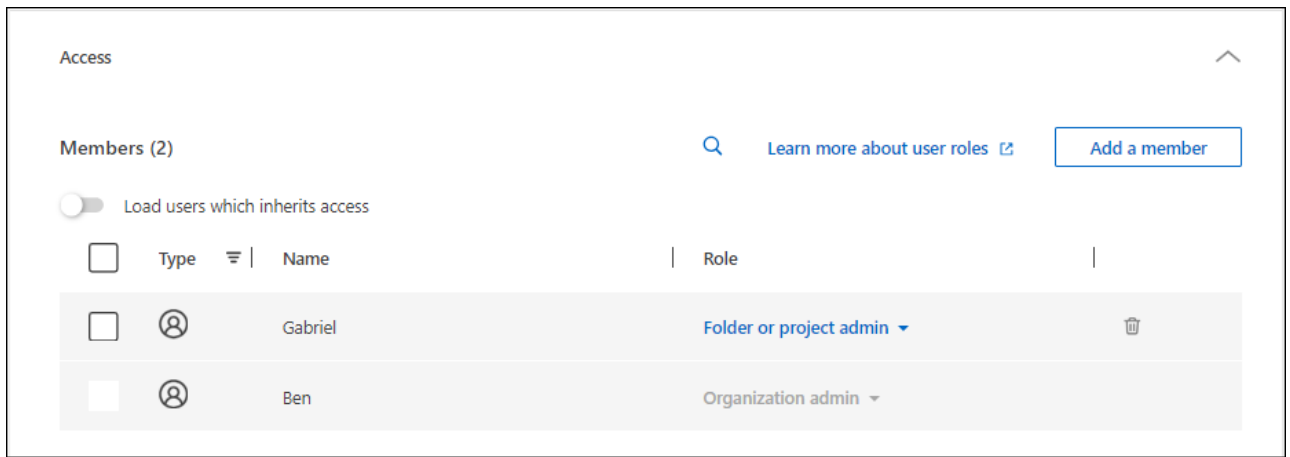 Access
Members (2)
Learn more about user roles
Add a member
Load users which inherits access
Type
Name
Role
Gabriel
Folder or project admin
Ben
Organization admin